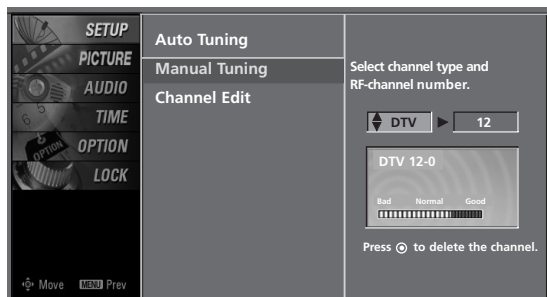 SETUP
PICTURE
AUDIO
TIME
OPTION
LOCK
Move MENU Prev
Auto Tuning
Manual Tuning
Channel Edit
Select channel type and
RF-channel number.
DTV 12
DTV 12-0
Bad Normal Good
Press to delete the channel.